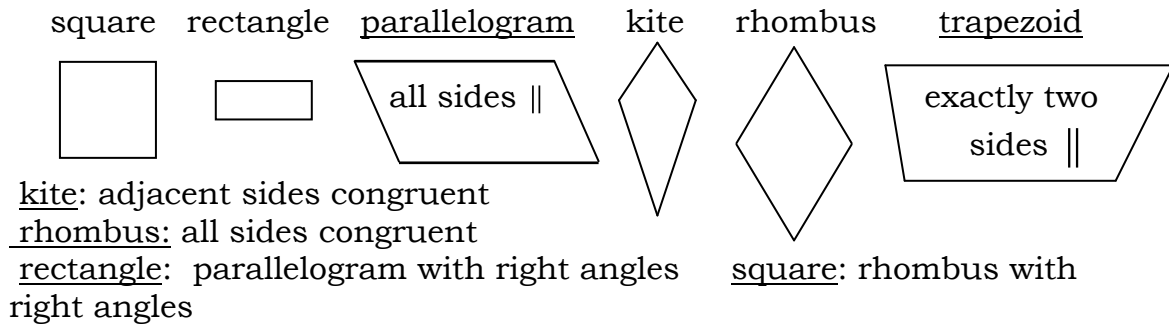 square rectangle parallelogram kite rhombus trapezoid
all sides || exactly two
sides ||
kite: adjacent sides congruent
rhombus: all sides congruent
rectangle: parallelogram with right angles square: rhombus with
right angles